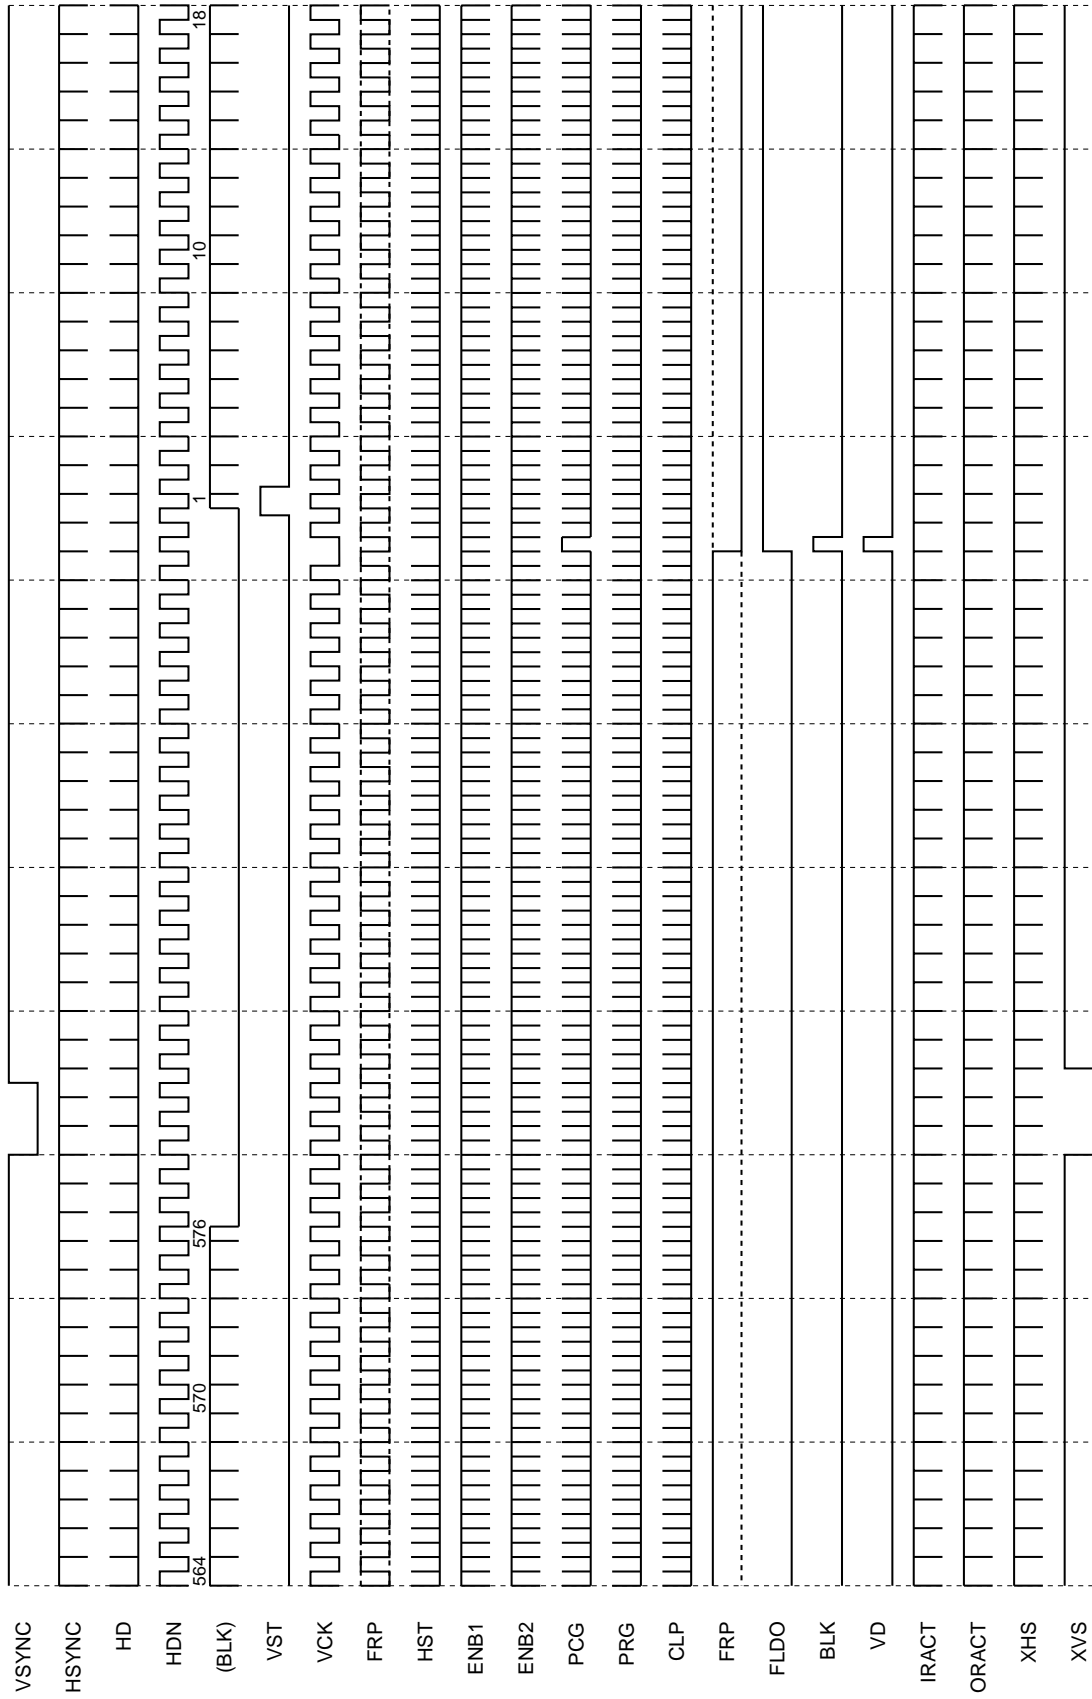 VSYNC
HSYNC
HD
HDN
(BLK)
564
570
576
1
10
18
VST
VCK
FRP
HST
ENB1
ENB2
PCG
PRG
CLP
FRP
FLDO
BLK
VD
IRACT
ORACT
XHS
XVS